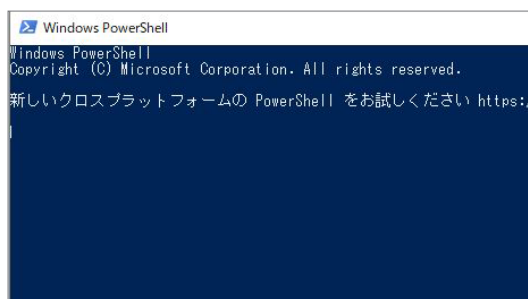 Windows PowerShell
Windows PowerShell
Copyright (C) Microsoft Corporation. All rights reserved.
新しいクロスプラットフォームの PowerShell をお試しください https:/